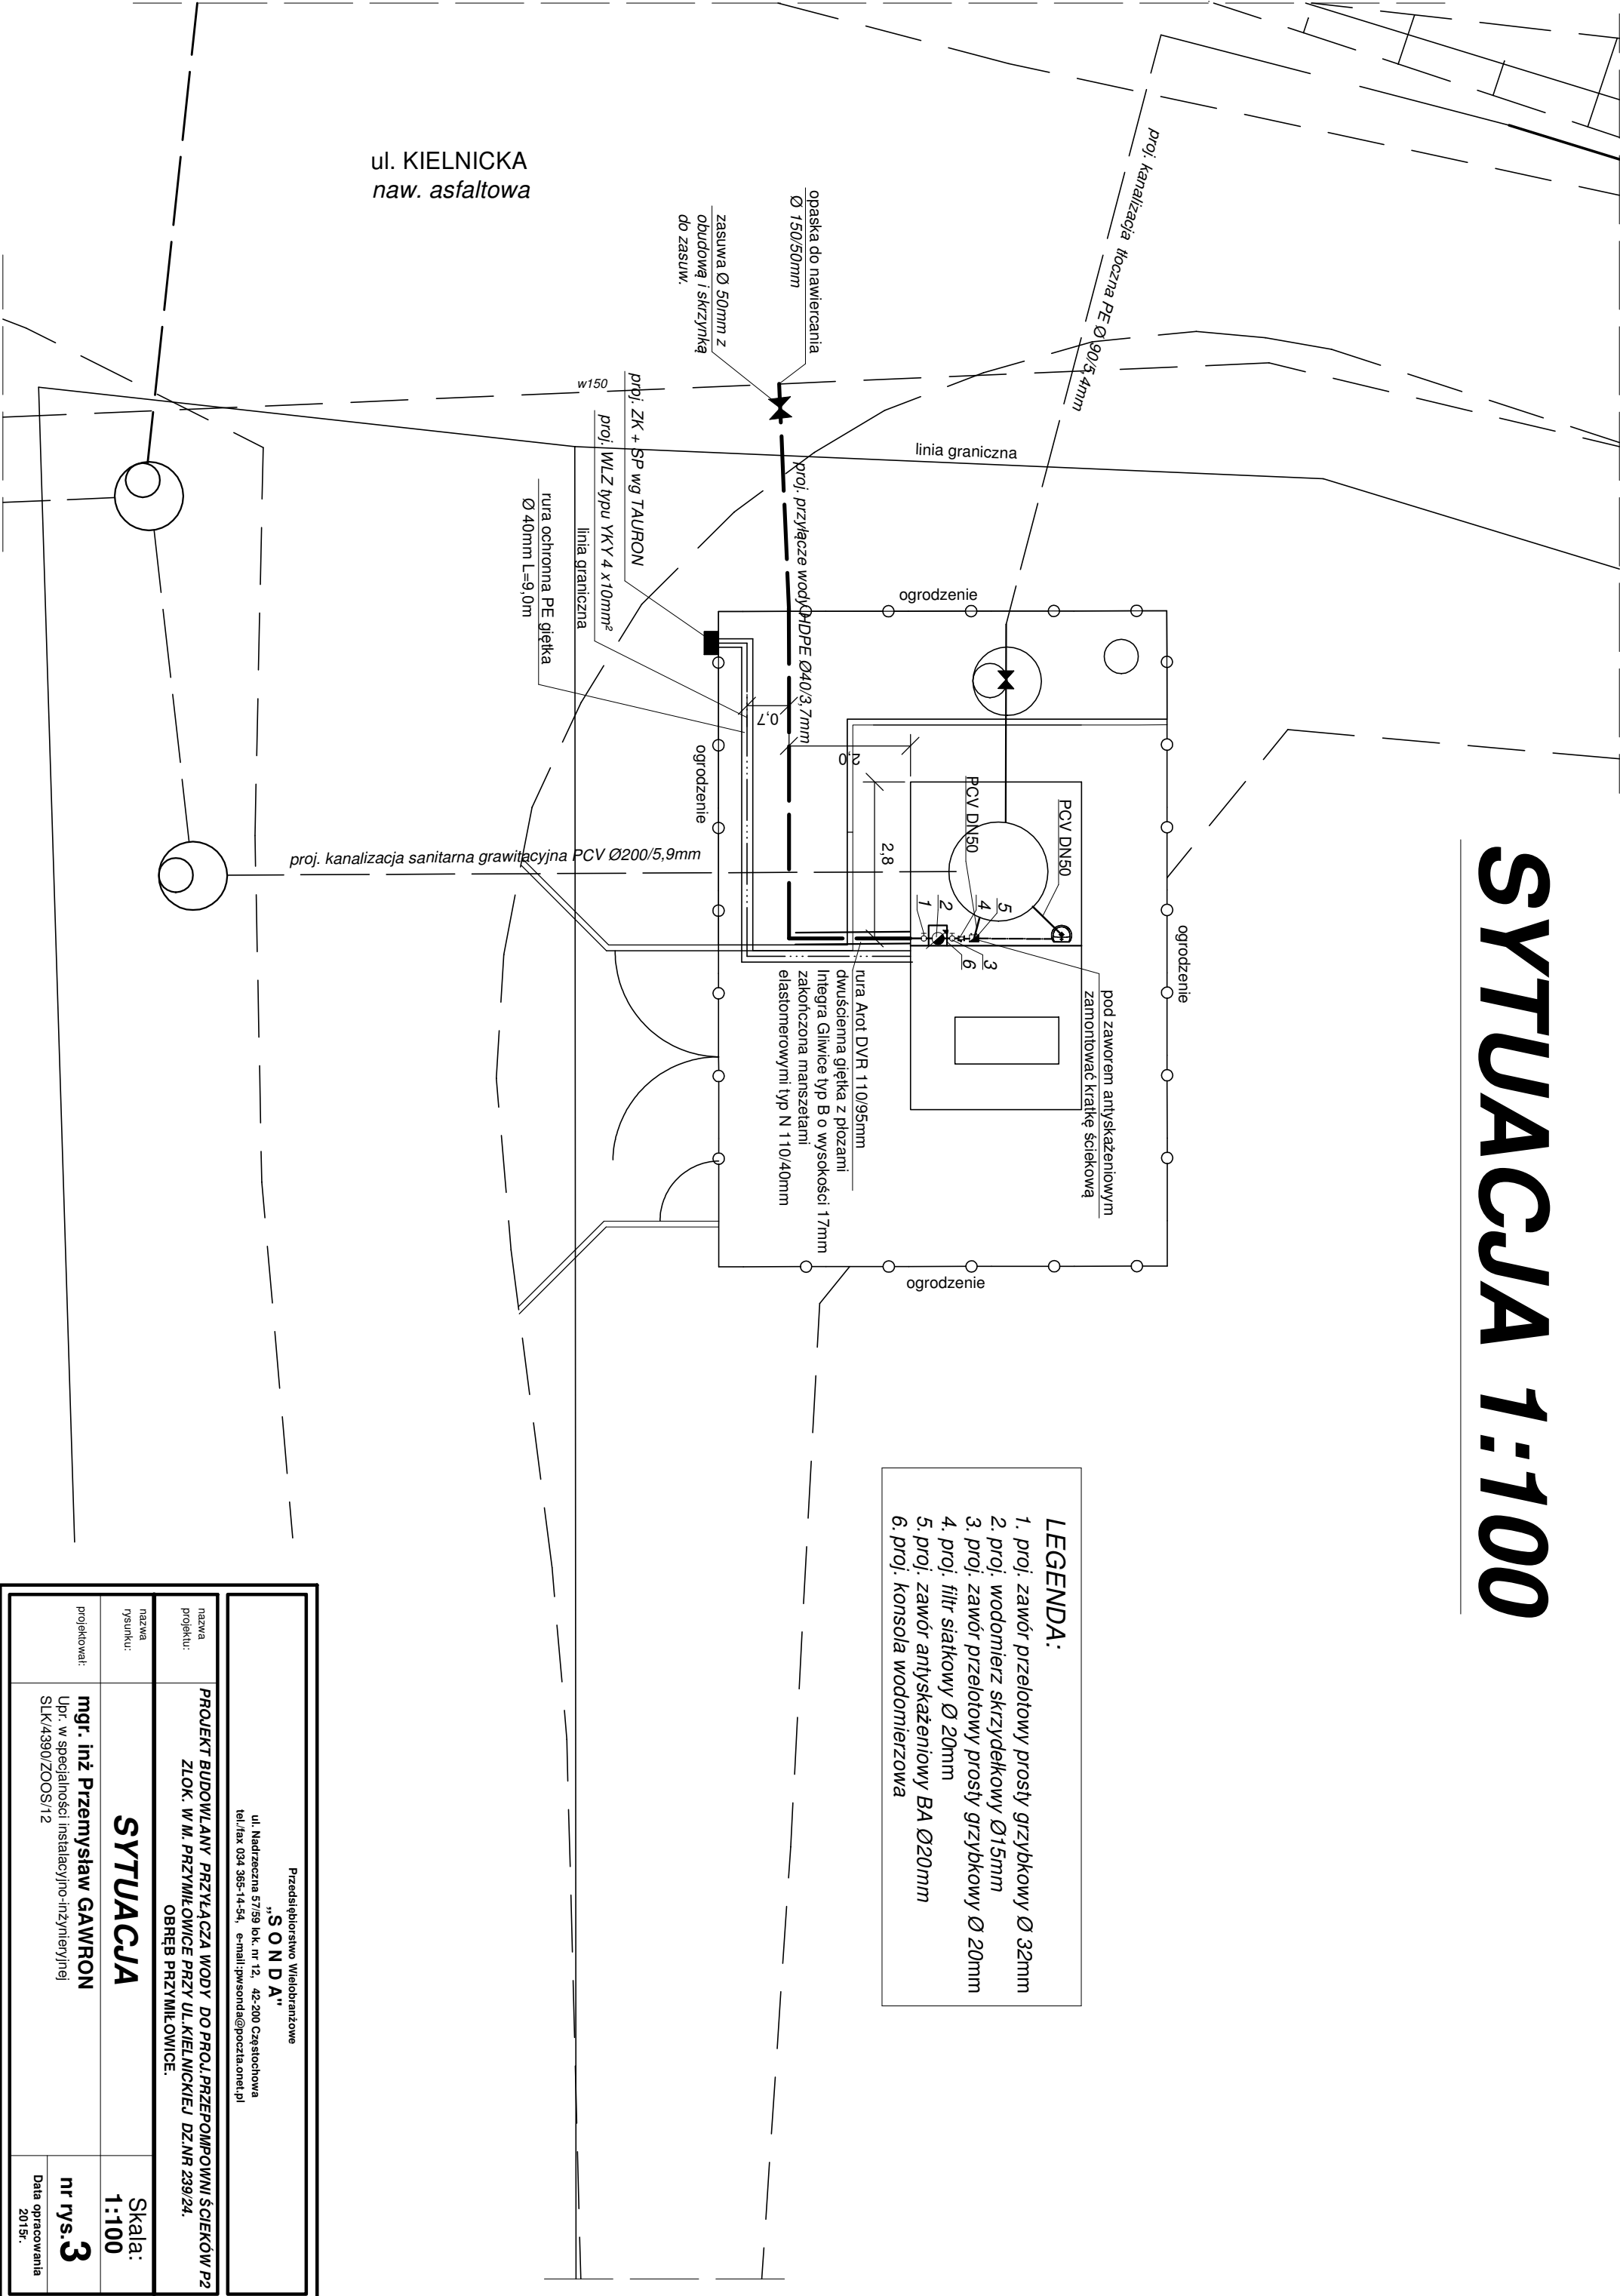 SYTUACJA 1:100
ul. KIELNICKA
naw. asfaltowa
proj. kanalizacja tłoczna PE Ø 90/5,4mm
opaska do nawiercania
Ø 150/50mm
zasuwa Ø 50mm z
obudową i skrzynką
do zasuw.
w150
linia graniczna
proj. przyłącze wody HDPE Ø40/3,7mm
proj. ZK + SP wg TAURON
proj. WLZ typu YKY 4 x10mm²
linia graniczna
rura ochronna PE giętka
Ø 40mm L=9,0m
ogrodzenie
ogrodzenie
ogrodzenie
ogrodzenie
0,7
2,0
2,8
PCV DN50
PCV DN50
1
2
4
5
6
3
proj. kanalizacja sanitarna grawitacyjna PCV Ø200/5,9mm
pod zaworem antyskażeniowym
zamontować kratkę ściekową
rura Arot DVR 110/95mm
dwuścienna giętka z płozami
Integra Gliwice typ B o wysokości 17mm
zakończona manszetami
elastomerowymi typ N 110/40mm
LEGENDA:
1. proj. zawór przelotowy prosty grzybkowy Ø 32mm
2. proj. wodomierz skrzydełkowy Ø15mm
3. proj. zawór przelotowy prosty grzybkowy Ø 20mm
4. proj. filtr siatkowy Ø 20mm
5. proj. zawór antyskażeniowy BA Ø20mm
6. proj. konsola wodomierzowa
Przedsiębiorstwo Wielobranżowe
„S O N D A"
ul. Nadrzeczna 57/59 lok. nr 12, 42-200 Częstochowa
tel./fax 034 365-14-54, e-mail:pwsonda@poczta.onet.pl
nazwa
projektu:
PROJEKT BUDOWLANY PRZYŁĄCZA WODY DO PROJ.PRZEPOMPOWNI ŚCIEKÓW P2
ZLOK. W M. PRZYMIŁOWICE PRZY UL.KIELNICKIEJ DZ.NR 239/24.
OBRĘB PRZYMIŁOWICE.
nazwa
rysunku:
SYTUACJA
Skala:
1:100
projektował:
mgr. inż Przemysław GAWRON
Upr. w specjalności instalacyjno-inżynieryjnej
SLK/4390/ZOOS/12
nr rys.3
Data opracowania
2015r.